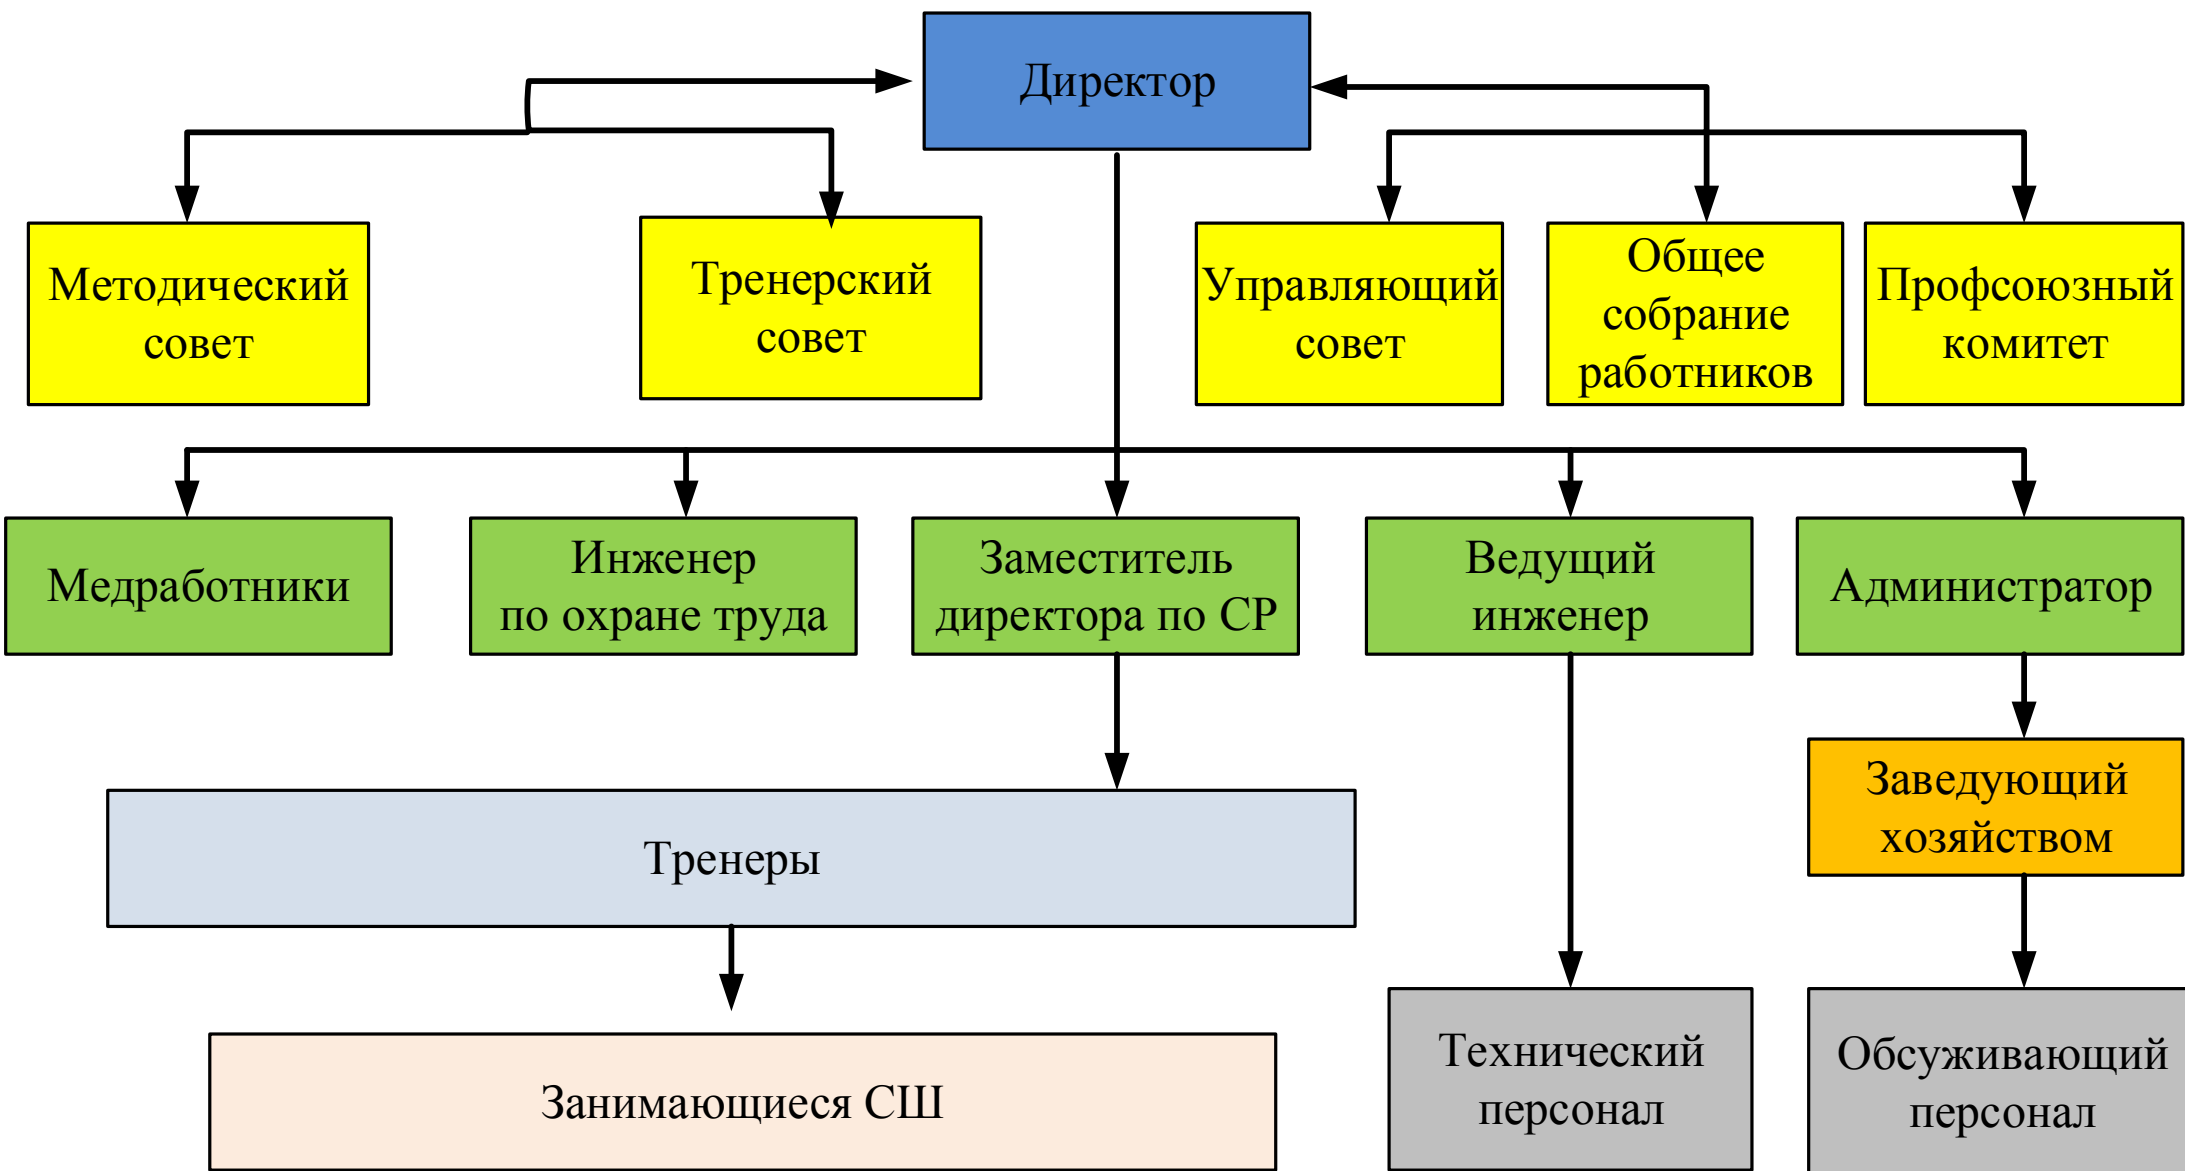 Директор
Методический
совет
Тренерский
совет
Управляющий
совет
Общее
собрание
работников
Профсоюзный
комитет
Медработники
Инженер
по охране труда
Заместитель
директора по СР
Ведущий
инженер
Администратор
Заведующий
хозяйством
Тренеры
Занимающиеся СШ
Технический
персонал
Обсуживающий
персонал